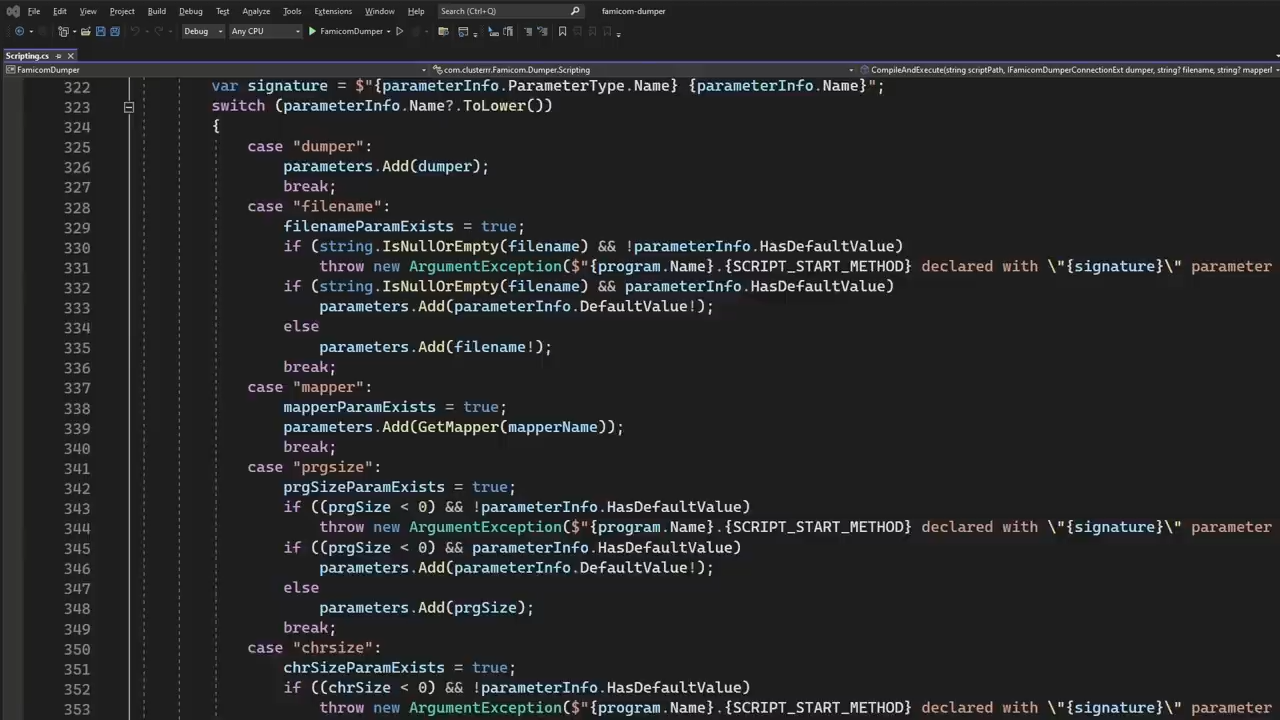 File Edit View Project Build Debug Test Analyze Tools Extensions Window Help Search (Ctrl+Q) famicom-dumper
Debug Any CPU FamicomDumper
Scripting.cs
FamicomDumper com.clusterrr.Famicom.Dumper.Scripting CompileAndExecute(string scriptPath, IFamicomDumperConnectionExt dumper, string? filename, string? mapperN
322 var signature = $"{parameterInfo.ParameterType.Name} {parameterInfo.Name}";
323 switch (parameterInfo.Name?.ToLower())
324 {
325 case "dumper":
326 parameters.Add(dumper);
327 break;
328 case "filename":
329 filenameParamExists = true;
330 if (string.IsNullOrEmpty(filename) && !parameterInfo.HasDefaultValue)
331 throw new ArgumentException($"{program.Name}.{SCRIPT_START_METHOD} declared with \"{signature}\" parameter
332 if (string.IsNullOrEmpty(filename) && parameterInfo.HasDefaultValue)
333 parameters.Add(parameterInfo.DefaultValue!);
334 else
335 parameters.Add(filename!);
336 break;
337 case "mapper":
338 mapperParamExists = true;
339 parameters.Add(GetMapper(mapperName));
340 break;
341 case "prgsize":
342 prgSizeParamExists = true;
343 if ((prgSize < 0) && !parameterInfo.HasDefaultValue)
344 throw new ArgumentException($"{program.Name}.{SCRIPT_START_METHOD} declared with \"{signature}\" parameter
345 if ((prgSize < 0) && parameterInfo.HasDefaultValue)
346 parameters.Add(parameterInfo.DefaultValue!);
347 else
348 parameters.Add(prgSize);
349 break;
350 case "chrsize":
351 chrSizeParamExists = true;
352 if ((chrSize < 0) && !parameterInfo.HasDefaultValue)
353 throw new ArgumentException($"{program.Name}.{SCRIPT_START_METHOD} declared with \"{signature}\" parameter